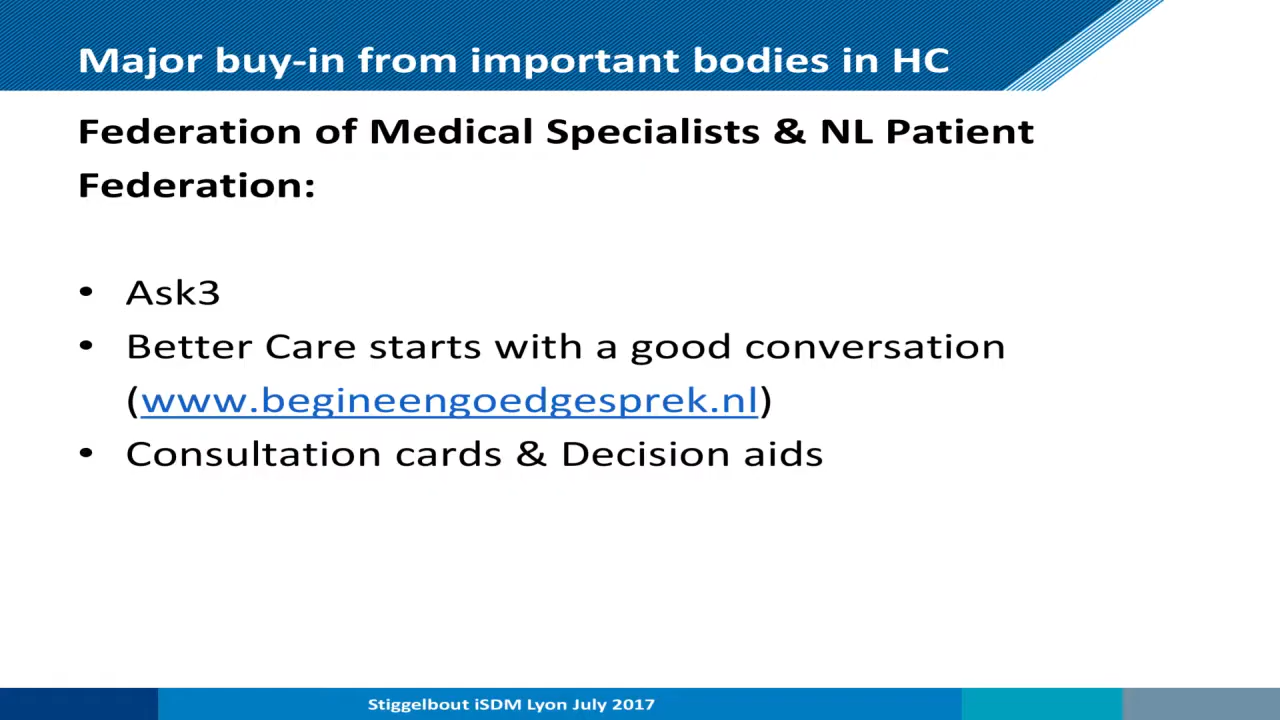 Major buy-in from important bodies in HC
Federation of Medical Specialists & NL Patient
Federation:
• Ask3
• Better Care starts with a good conversation
(www.begineengoedgesprek.nl)
• Consultation cards & Decision aids
Stiggelbout iSDM Lyon July 2017